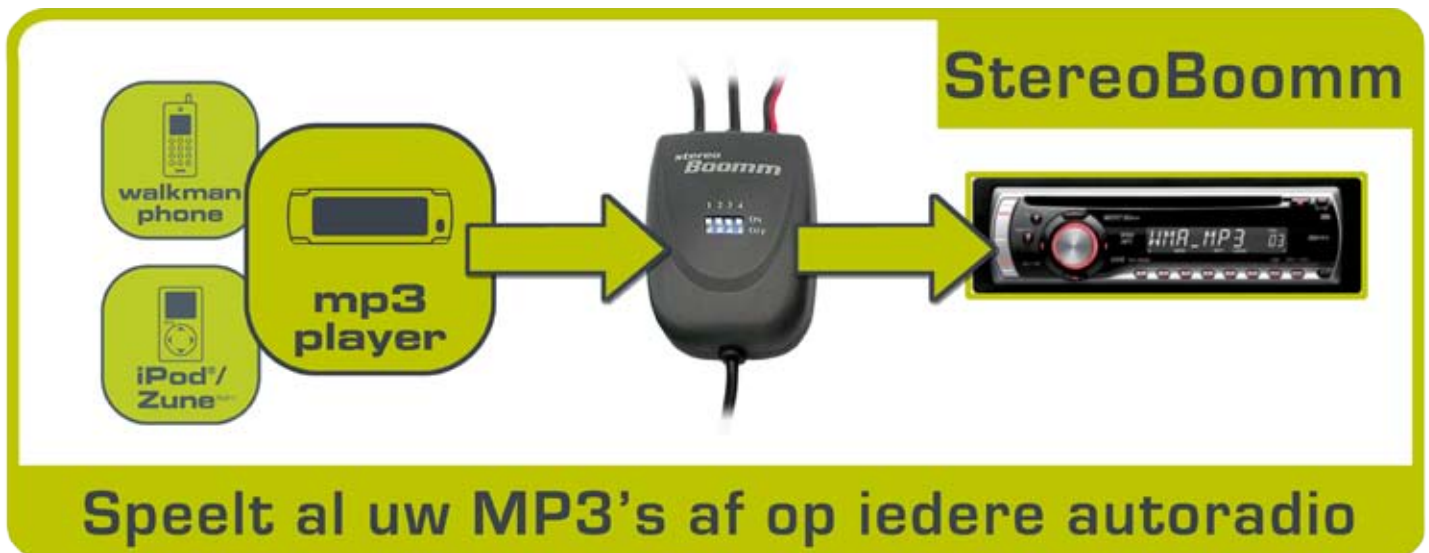 StereoBoomm
walkman
phone
mp3
player
iPod®/
Zune
stereo
Boomm
1 2 3 4
WMA_MP3 03
Speelt al uw MP3's af op iedere autoradio